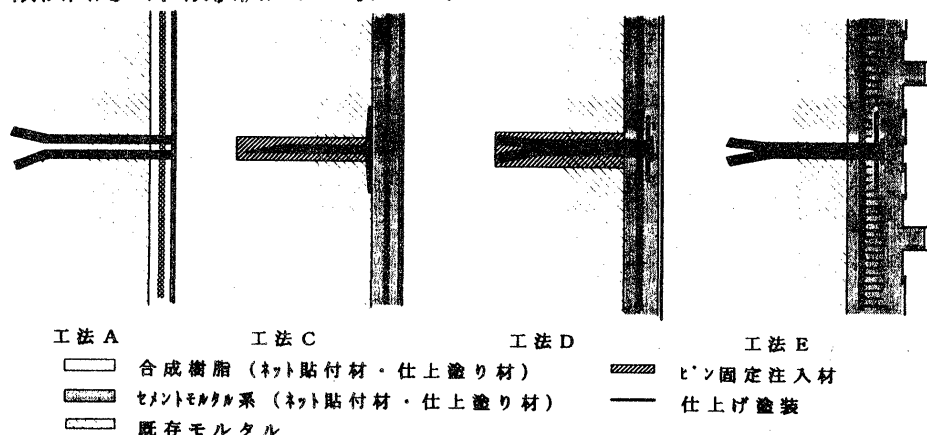 工法A
工法C
工法D
工法E
合成樹脂 (ネット貼付材・仕上塗り材)
ピン固定注入材
セメントモルタル系 (ネット貼付材・仕上塗り材)
仕上げ塗装
既存モルタル